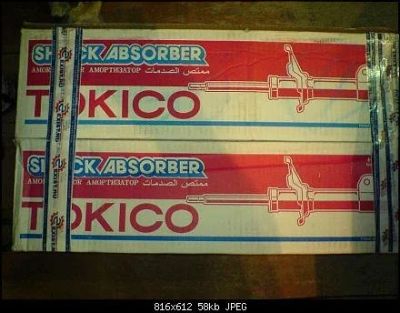 SHOCK ABSORBER
АМОРТИЗАТОР ممتص الصدمات
TOKICO
SHOCK ABSORBER
АМОРТИЗАТОР ممتص الصدمات
TOKICO
816x612 58kb JPEG